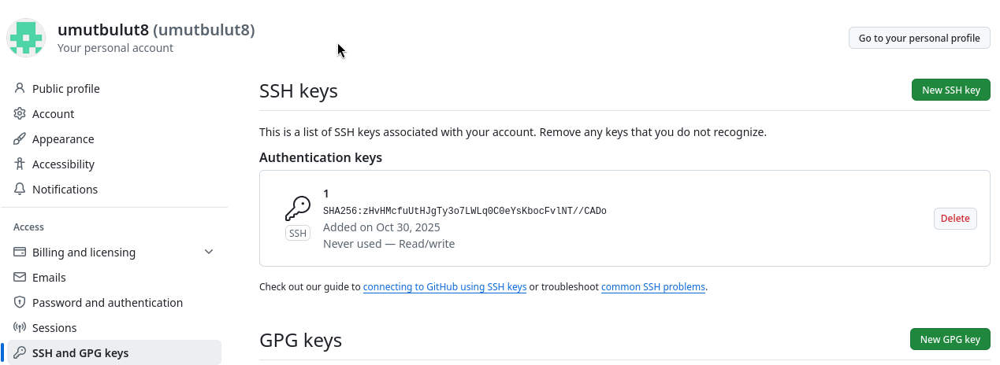 umutbulut8 (umutbulut8)
Your personal account
Go to your personal profile
Public profile
Account
Appearance
Accessibility
Notifications
Access
Billing and licensing
Emails
Password and authentication
Sessions
SSH and GPG keys
SSH keys
New SSH key
This is a list of SSH keys associated with your account. Remove any keys that you do not recognize.
Authentication keys
1
SHA256:zHvHMcfuUtHJgTy3o7LWLq0C0eYsKbocFvlNT//CADo
Added on Oct 30, 2025
Never used — Read/write
SSH
Delete
Check out our guide to connecting to GitHub using SSH keys or troubleshoot common SSH problems.
GPG keys
New GPG key